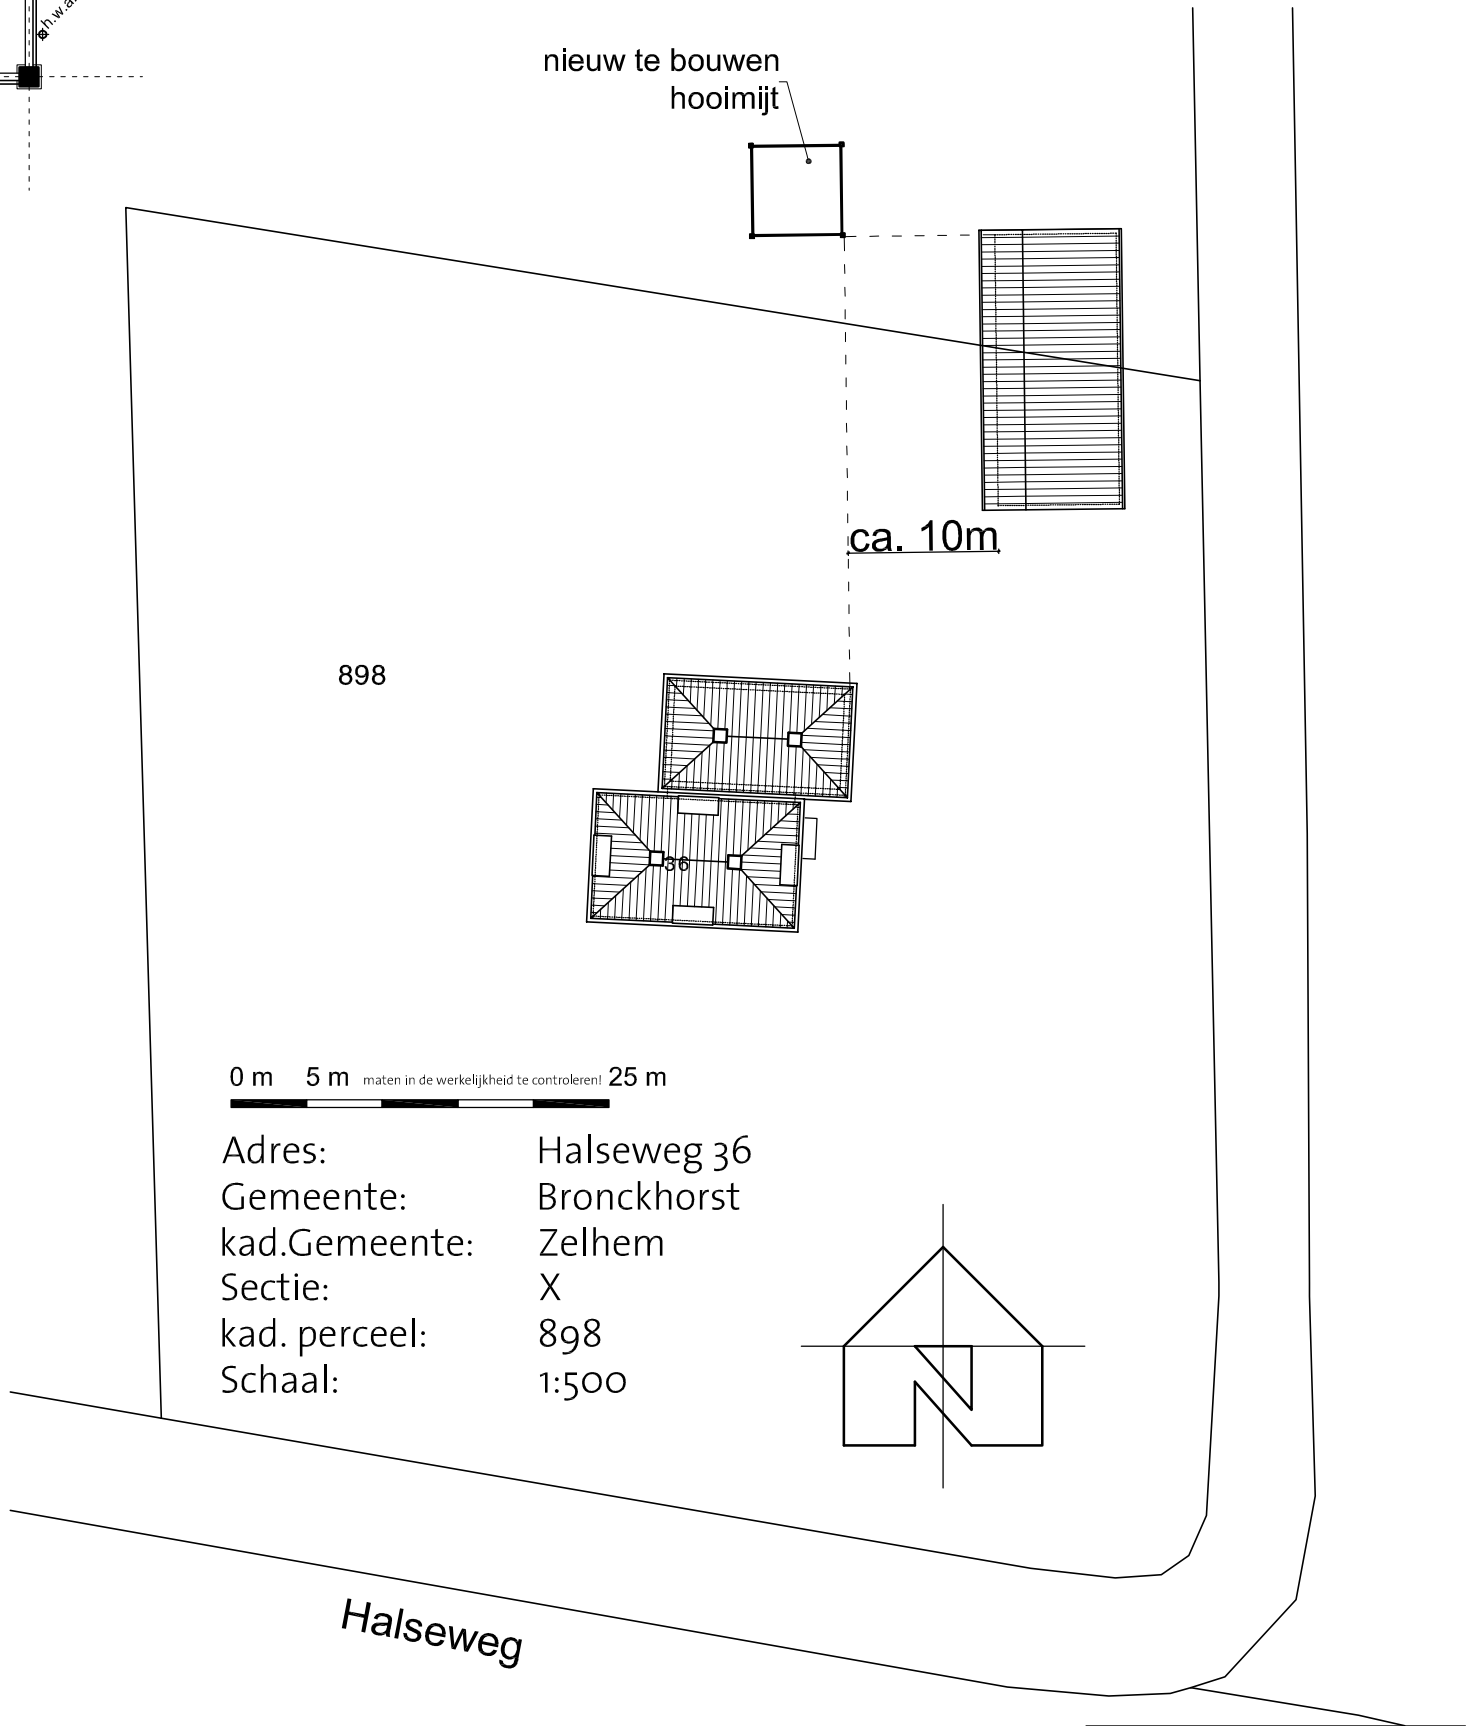 h.w.a.
nieuw te bouwen
hooimijt
ca. 10m
898
36
0 m 5 m maten in de werkelijkheid te controleren! 25 m
Adres: Halseweg 36
Gemeente: Bronckhorst
kad.Gemeente: Zelhem
Sectie: X
kad. perceel: 898
Schaal: 1:500
N
Halseweg